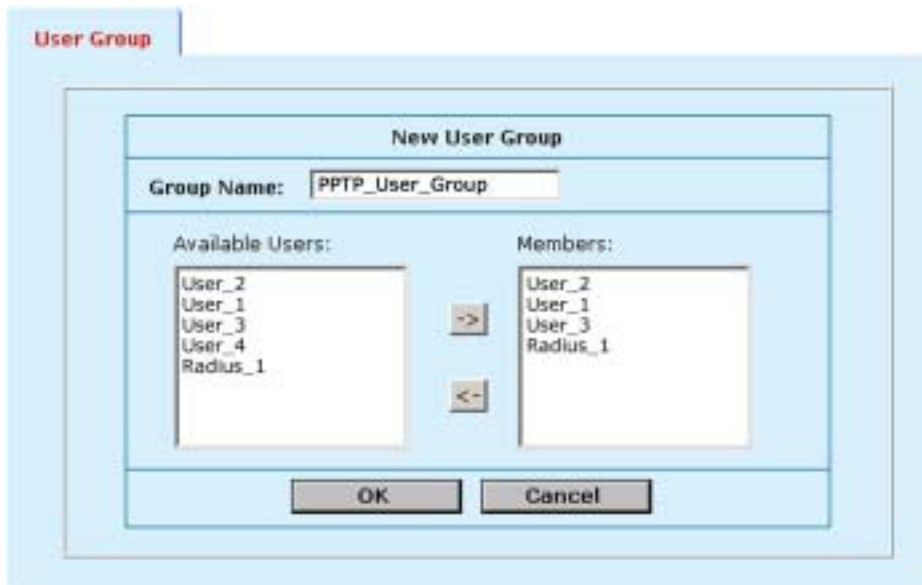 User Group
New User Group
Group Name: PPTP_User_Group
Available Users:
User_2
User_1
User_3
User_4
Radius_1
->
<-
Members:
User_2
User_1
User_3
Radius_1
OK Cancel